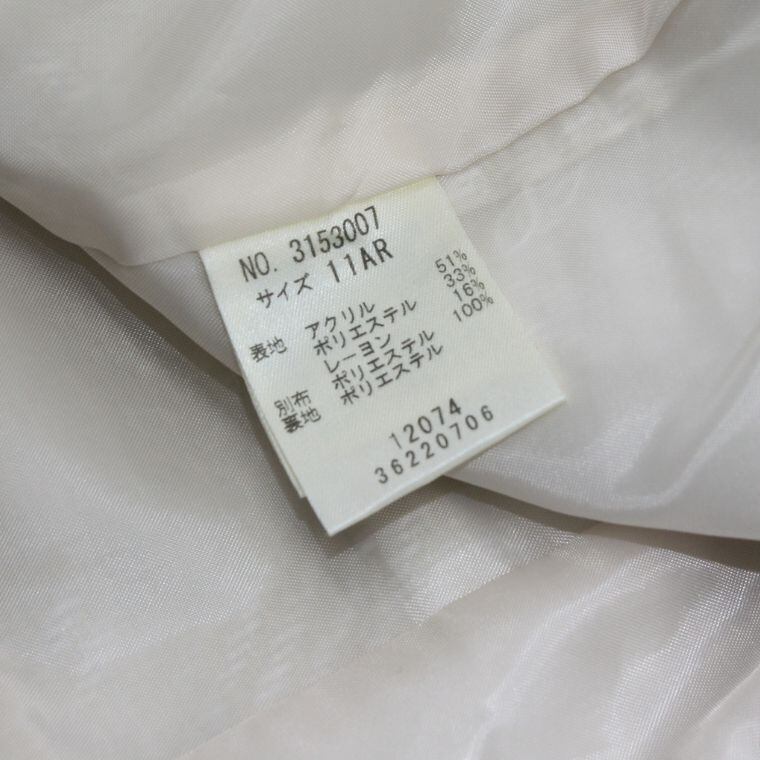 NO. 3153007
サイズ 11AR
表地 アクリル 51%
ポリエステル 33%
レーヨン 16%
別布 ポリエステル 100%
裏地 ポリエステル
12074
36220706